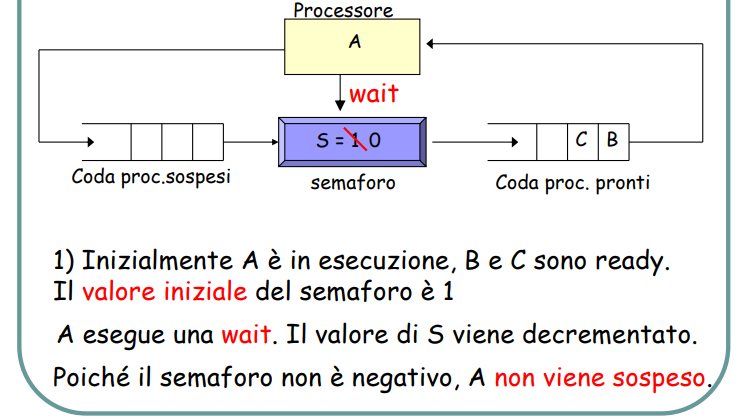 Processore
A
wait
S = 1 0
C B
Coda proc.sospesi
semaforo
Coda proc. pronti
1) Inizialmente A è in esecuzione, B e C sono ready.
Il valore iniziale del semaforo è 1
A esegue una wait. Il valore di S viene decrementato.
Poiché il semaforo non è negativo, A non viene sospeso.